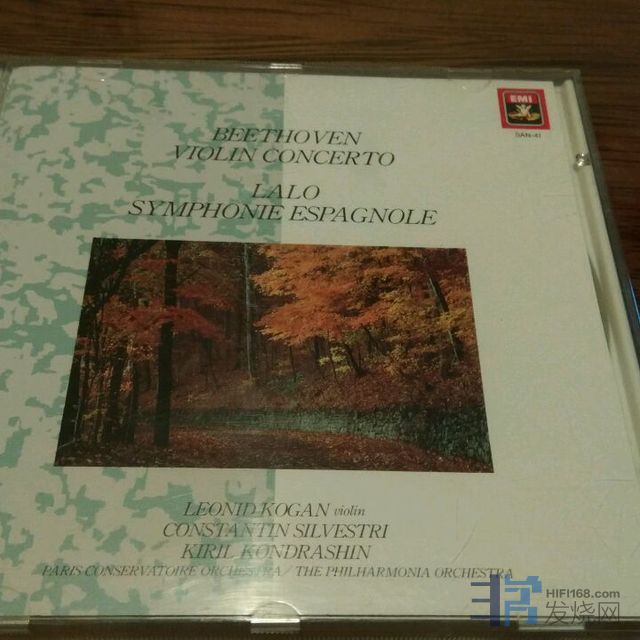 EMI
SAN-41
BEETHOVEN
VIOLIN CONCERTO
LALO
SYMPHONIE ESPAGNOLE
LEONID KOGAN violin
CONSTANTIN SILVESTRI
KIRIL KONDRASHIN
PARIS CONSERVATOIRE ORCHESTRA / THE PHILHARMONIA ORCHESTRA
HIFI168.com
发烧网